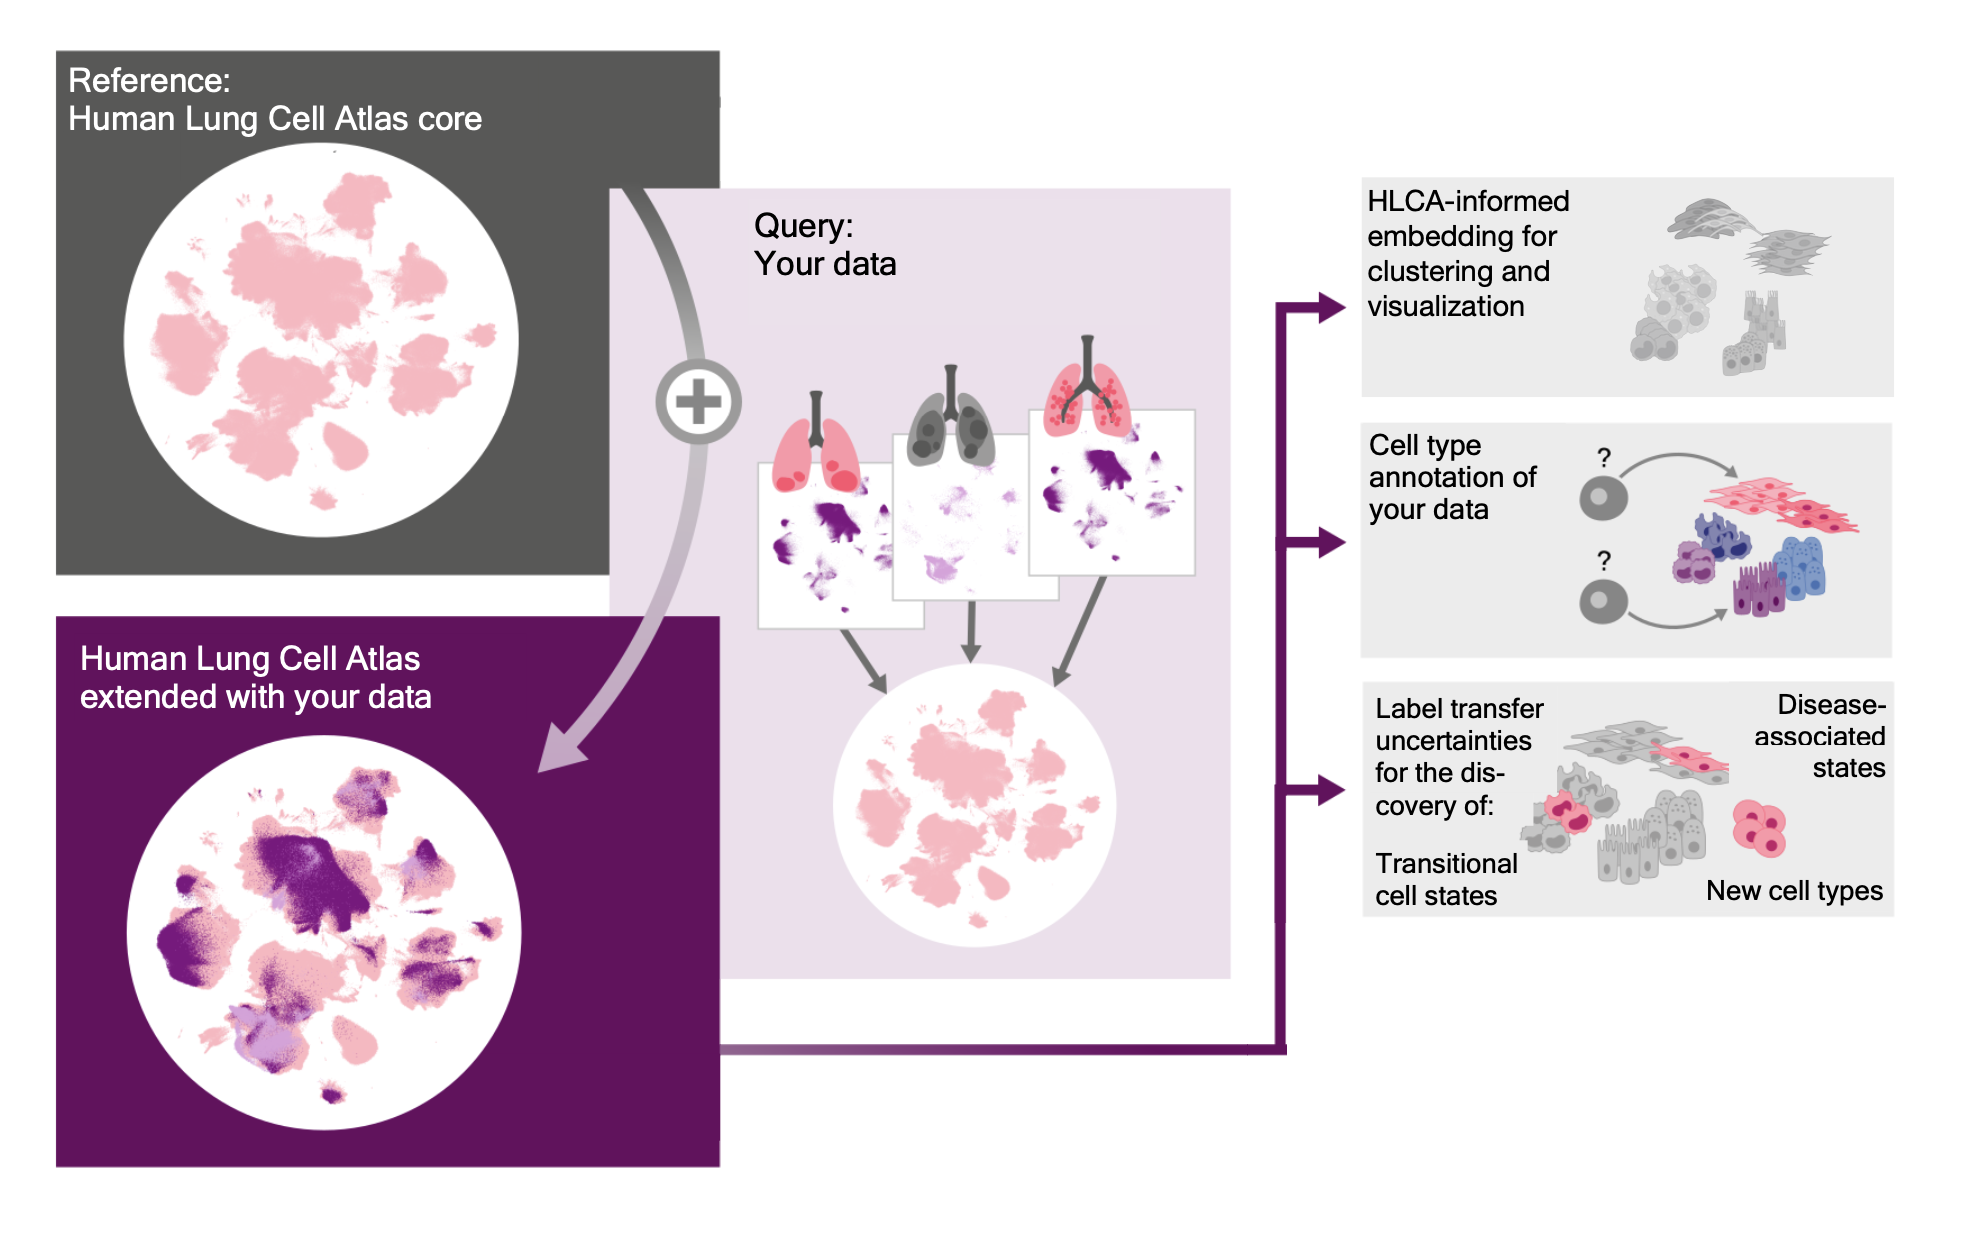 Reference:
Human Lung Cell Atlas core
Query:
Your data
Human Lung Cell Atlas
extended with your data
HLCA-informed
embedding for
clustering and
visualization
Cell type
annotation of
your data
?
?
Label transfer
uncertainties
for the dis-
covery of:
Transitional
cell states
Disease-
associated
states
New cell types